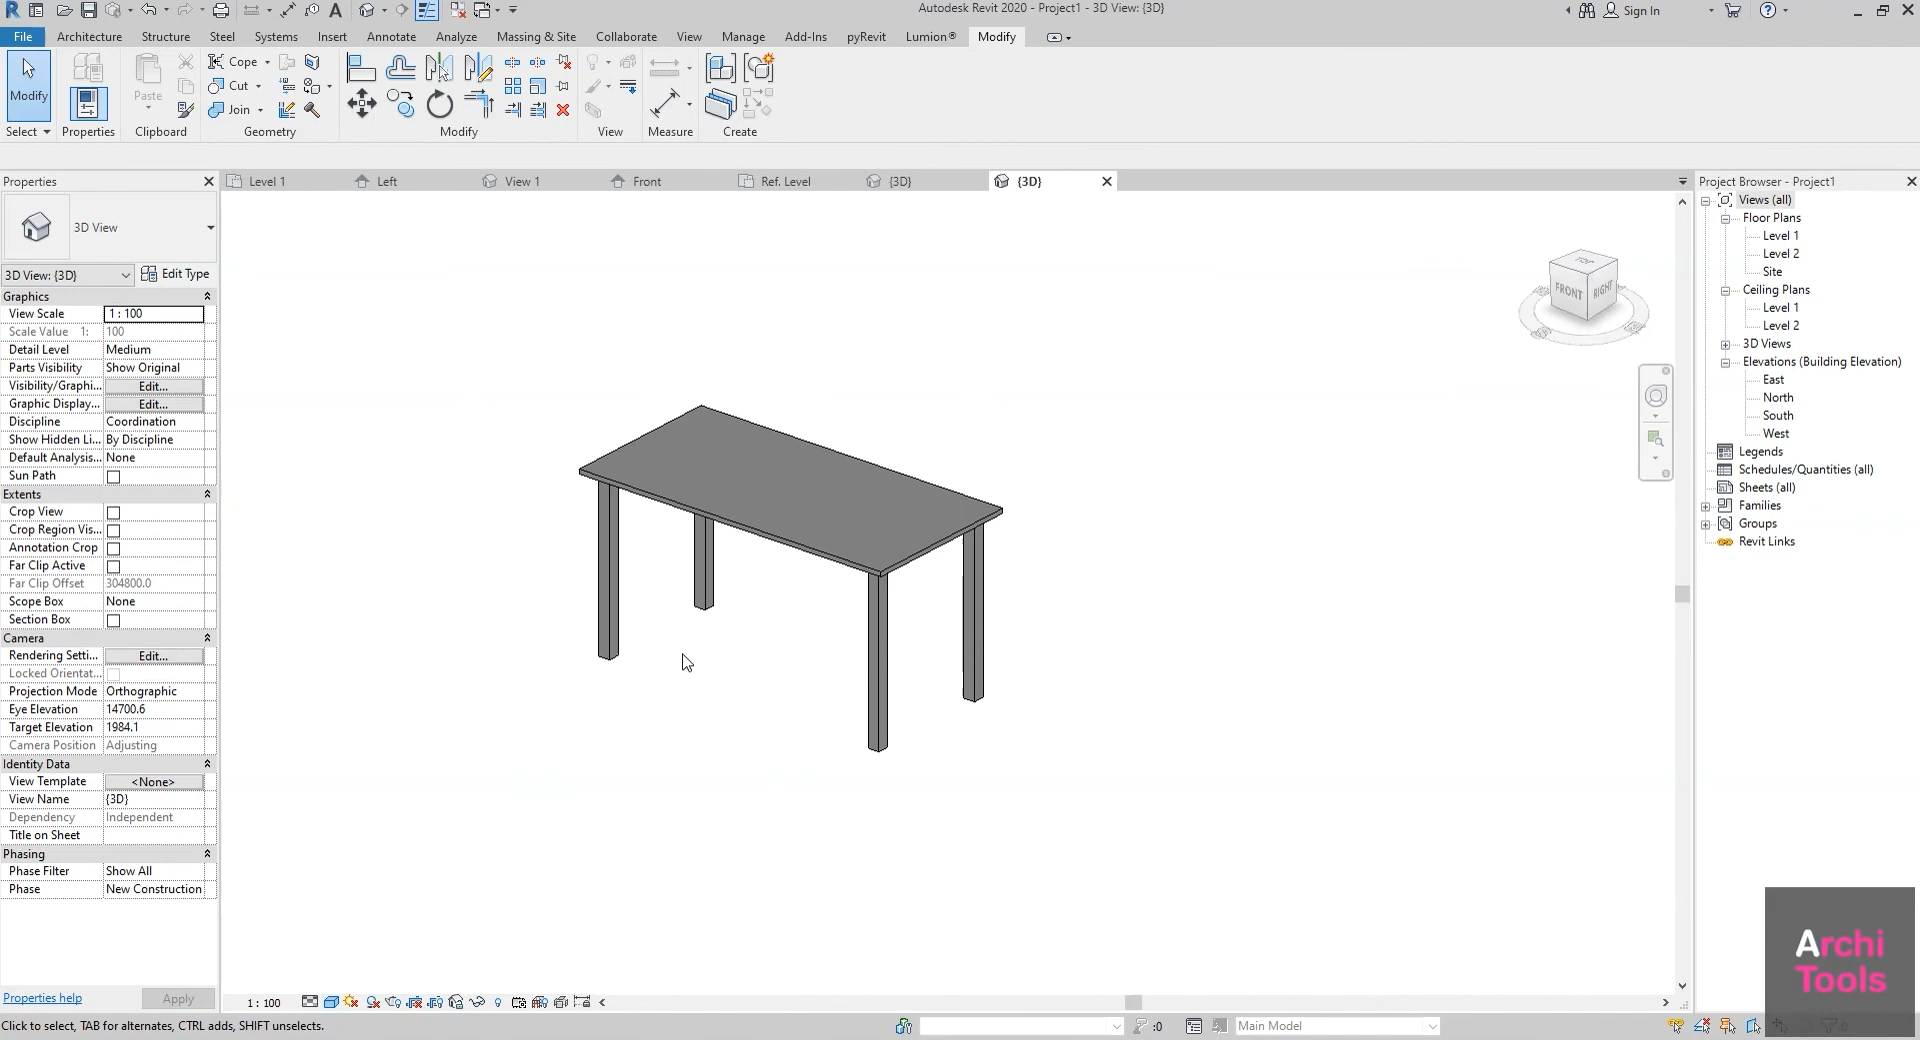 Autodesk Revit 2020 - Project1 - 3D View: {3D}
Sign In
File
Architecture
Structure
Steel
Systems
Insert
Annotate
Analyze
Massing & Site
Collaborate
View
Manage
Add-Ins
pyRevit
Lumion®
Modify
Modify
Paste
Cope
Cut
Join
Select
Properties
Clipboard
Geometry
Modify
View
Measure
Create
Properties
Level 1
Left
View 1
Front
Ref. Level
{3D}
{3D}
Project Browser - Project1
3D View
3D View: {3D}
Edit Type
Graphics
View Scale 1 : 100
Scale Value 1: 100
Detail Level Medium
Parts Visibility Show Original
Visibility/Graphi... Edit...
Graphic Display... Edit...
Discipline Coordination
Show Hidden Li... By Discipline
Default Analysis... None
Sun Path
Extents
Crop View
Crop Region Vis...
Annotation Crop
Far Clip Active
Far Clip Offset 304800.0
Scope Box None
Section Box
Camera
Rendering Setti... Edit...
Locked Orientat...
Projection Mode Orthographic
Eye Elevation 14700.6
Target Elevation 1984.1
Camera Position Adjusting
Identity Data
View Template <None>
View Name {3D}
Dependency Independent
Title on Sheet
Phasing
Phase Filter Show All
Phase New Construction
Properties help
Apply
TOP
FRONT
RIGHT
Views (all)
Floor Plans
Level 1
Level 2
Site
Ceiling Plans
Level 1
Level 2
3D Views
Elevations (Building Elevation)
East
North
South
West
Legends
Schedules/Quantities (all)
Sheets (all)
Families
Groups
Revit Links
Archi
Tools
1 : 100
Click to select, TAB for alternates, CTRL adds, SHIFT unselects.
:0
Main Model